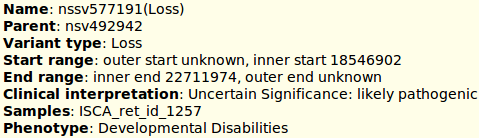 Name: nssv577191(Loss)
Parent: nsv492942
Variant type: Loss
Start range: outer start unknown, inner start 18546902
End range: inner end 22711974, outer end unknown
Clinical interpretation: Uncertain Significance: likely pathogenic
Samples: ISCA_ret_id_1257
Phenotype: Developmental Disabilities